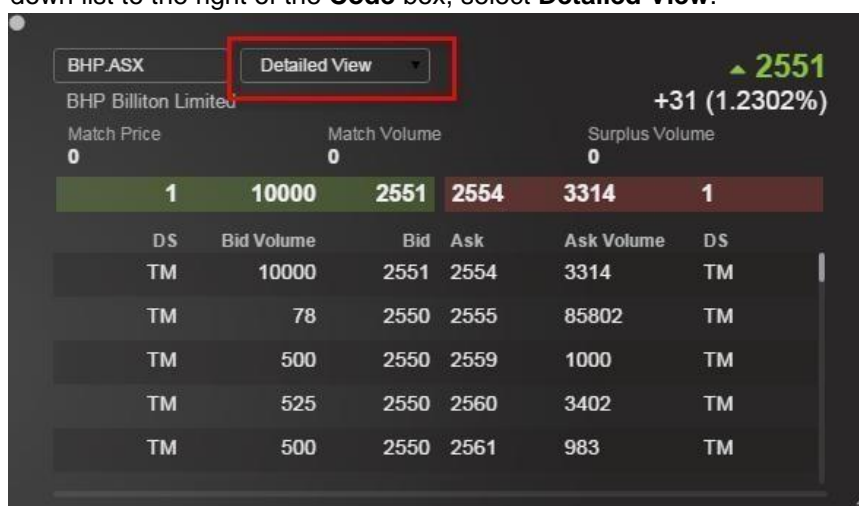 down list to the right of the Code box, select Detailed View.
BHP.ASX Detailed View ▲ 2551
BHP Billiton Limited +31 (1.2302%)
Match Price Match Volume Surplus Volume
0 0 0
1 10000 2551 2554 3314 1
DS Bid Volume Bid Ask Ask Volume DS
TM 10000 2551 2554 3314 TM
TM 78 2550 2555 85802 TM
TM 500 2550 2559 1000 TM
TM 525 2550 2560 3402 TM
TM 500 2550 2561 983 TM